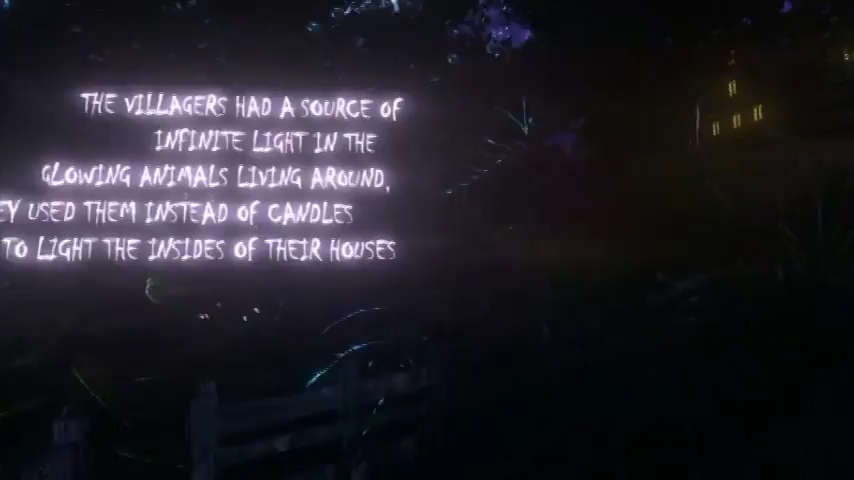 THE VILLAGERS HAD A SOURCE OF
INFINITE LIGHT IN THE
GLOWING ANIMALS LIVING AROUND,
USED THEM INSTEAD OF CANDLES
TO LIGHT THE INSIDES OF THEIR HOUSES